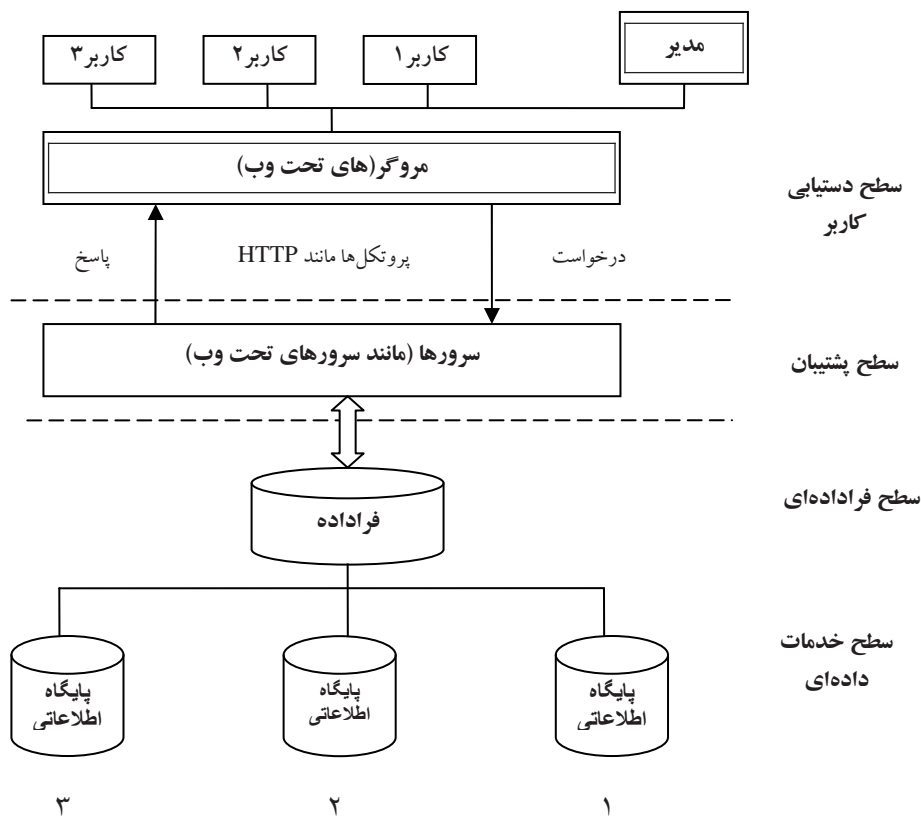 مدیر
کاربر۱
کاربر۲
کاربر۳
مروگر(های تحت وب)
سطح دستیابی
کاربر
درخواست
پروتکل‌ها مانند HTTP
پاسخ
سرورها (مانند سرورهای تحت وب)
سطح پشتیبان
سطح فراداده‌ای
فراداده
سطح خدمات
داده‌ای
پایگاه
اطلاعاتی
پایگاه
اطلاعاتی
پایگاه
اطلاعاتی
۱
۲
۳